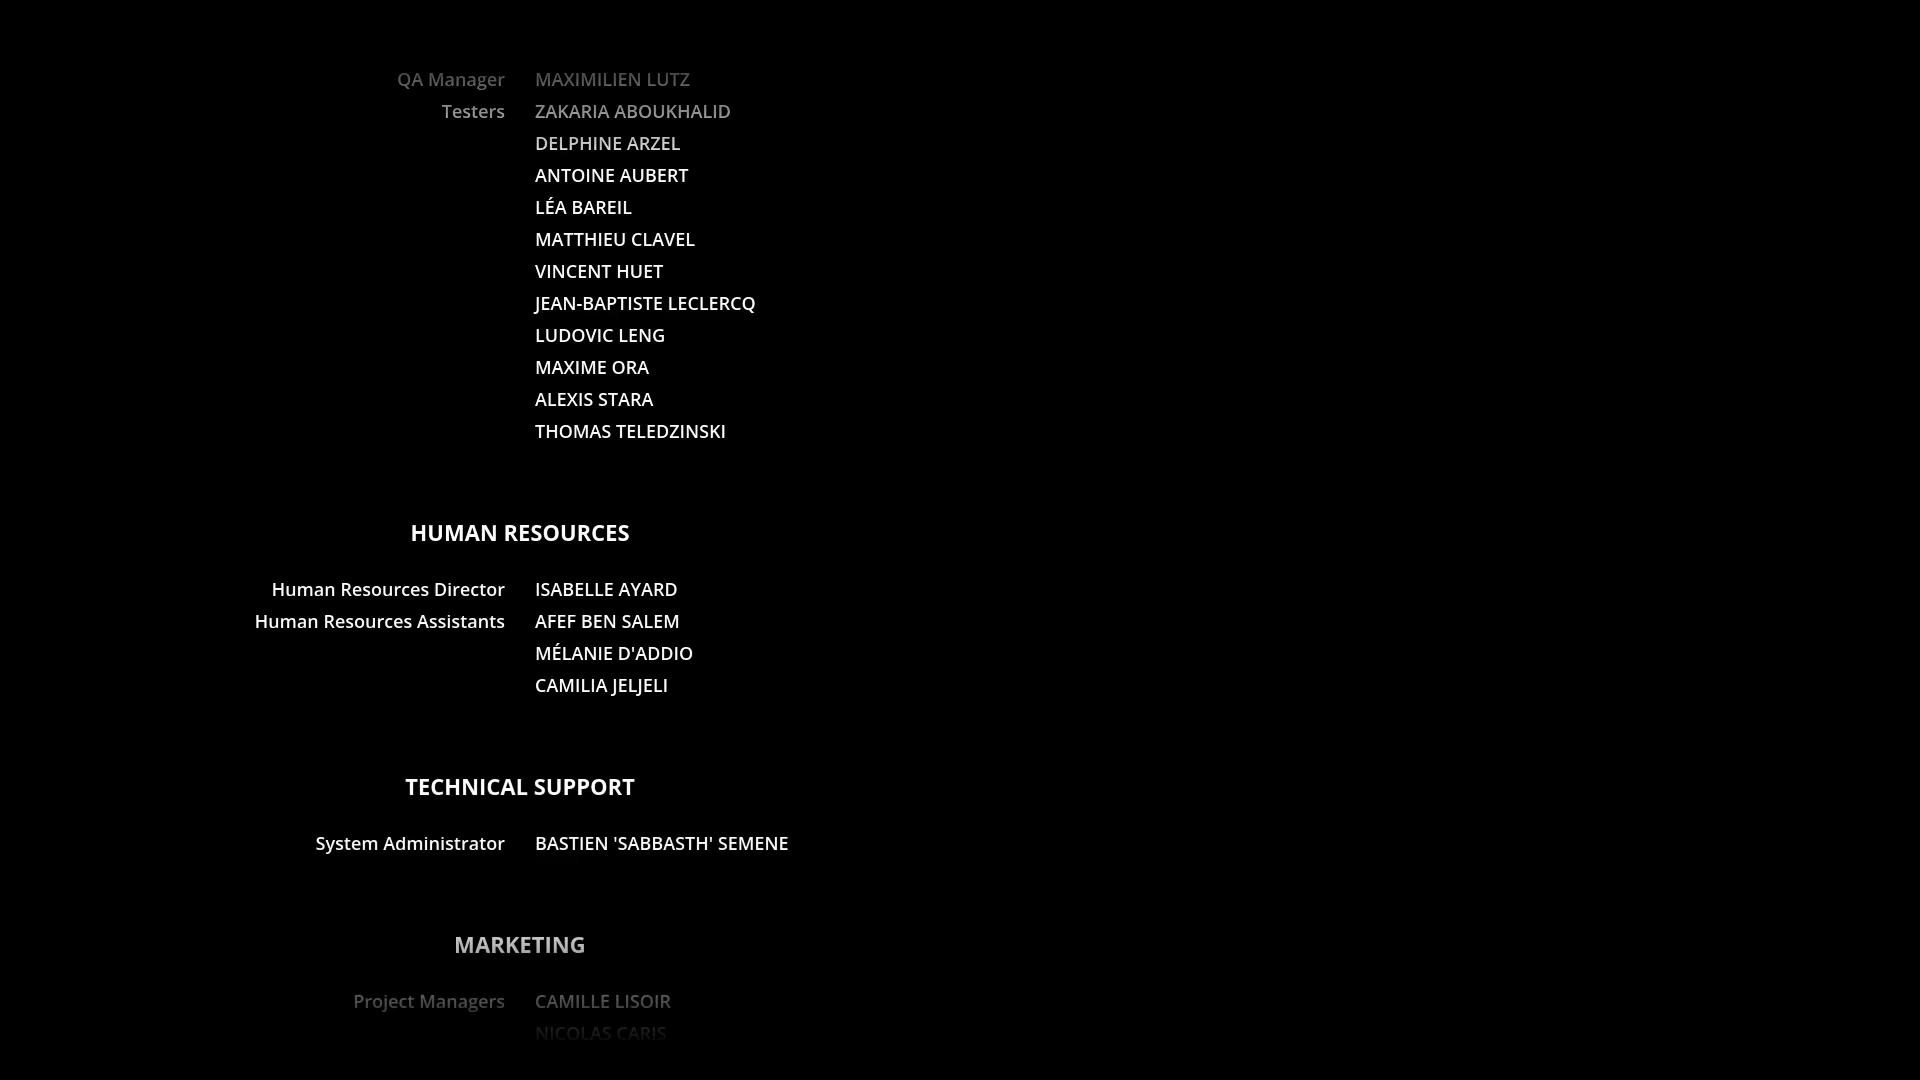 QA Manager MAXIMILIEN LUTZ
Testers ZAKARIA ABOUKHALID
DELPHINE ARZEL
ANTOINE AUBERT
LÉA BAREIL
MATTHIEU CLAVEL
VINCENT HUET
JEAN-BAPTISTE LECLERCQ
LUDOVIC LENG
MAXIME ORA
ALEXIS STARA
THOMAS TELEDZINSKI
HUMAN RESOURCES
Human Resources Director ISABELLE AYARD
Human Resources Assistants AFEF BEN SALEM
MÉLANIE D'ADDIO
CAMILIA JELJELI
TECHNICAL SUPPORT
System Administrator BASTIEN 'SABBASTH' SEMENE
MARKETING
Project Managers CAMILLE LISOIR
NICOLAS CARIS